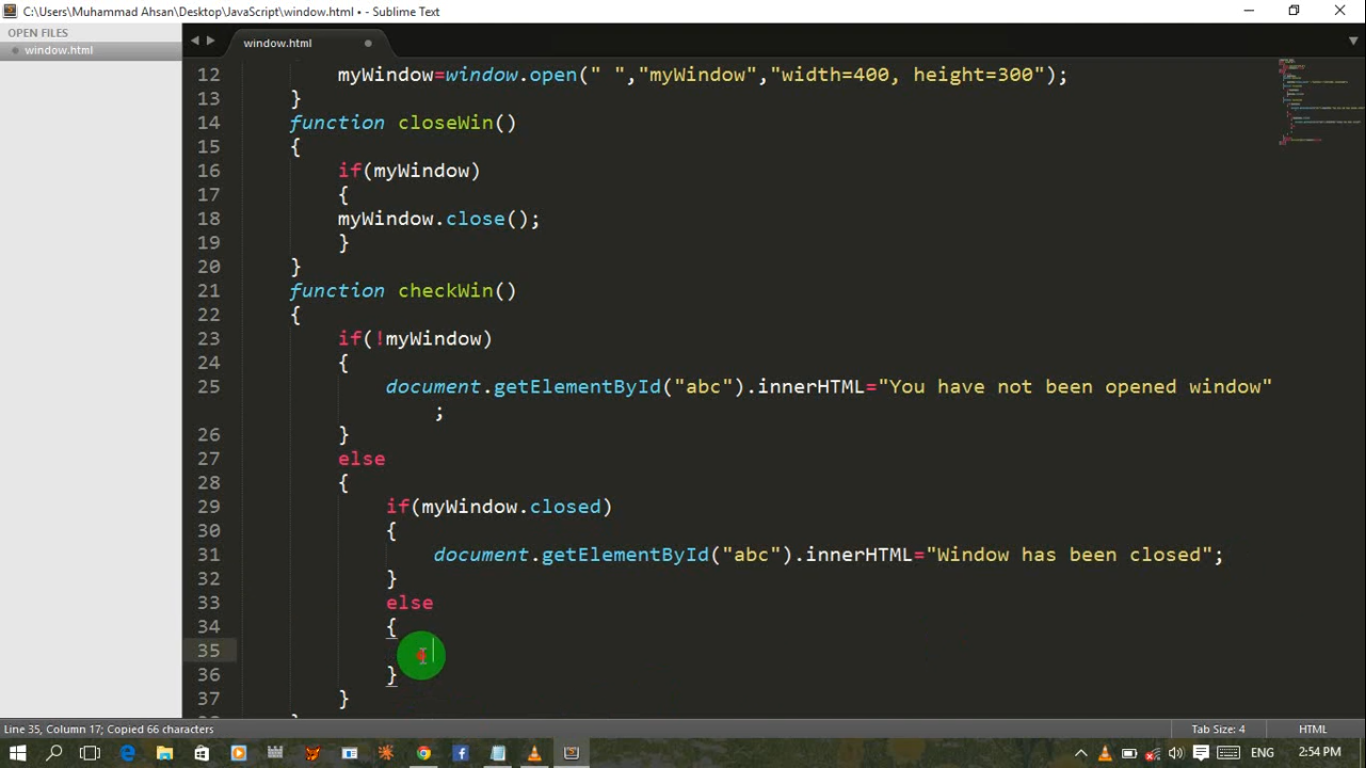 C:\Users\Muhammad Ahsan\Desktop\JavaScript\window.html • - Sublime Text
OPEN FILES
window.html
window.html
12 myWindow=window.open(" ","myWindow","width=400, height=300");
13 }
14 function closeWin()
15 {
16 if(myWindow)
17 {
18 myWindow.close();
19 }
20 }
21 function checkWin()
22 {
23 if(!myWindow)
24 {
25 document.getElementById("abc").innerHTML="You have not been opened window"
;
26 }
27 else
28 {
29 if(myWindow.closed)
30 {
31 document.getElementById("abc").innerHTML="Window has been closed";
32 }
33 else
34 {
35
36 }
37 }
Line 35, Column 17; Copied 66 characters
Tab Size: 4
HTML
ENG
2:54 PM